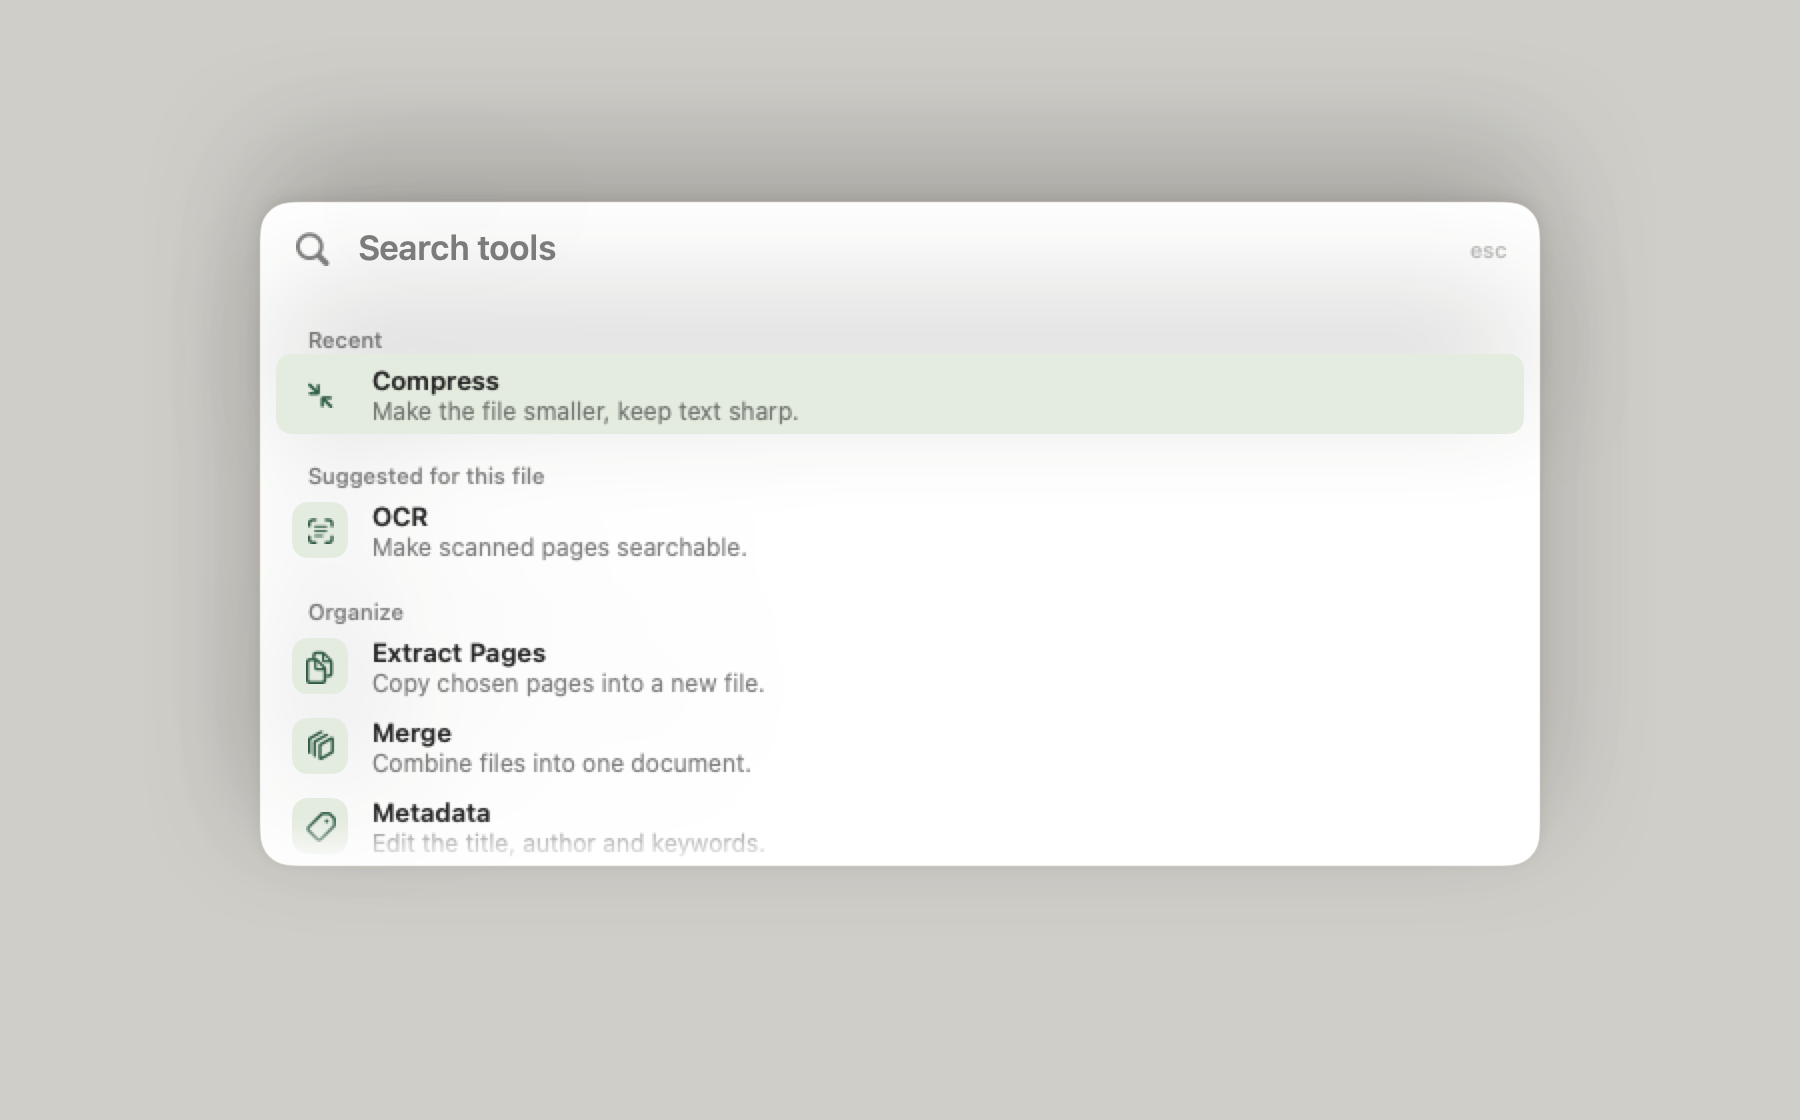 Search tools
esc
Recent
Compress
Make the file smaller, keep text sharp.
Suggested for this file
OCR
Make scanned pages searchable.
Organize
Extract Pages
Copy chosen pages into a new file.
Merge
Combine files into one document.
Metadata
Edit the title, author and keywords.